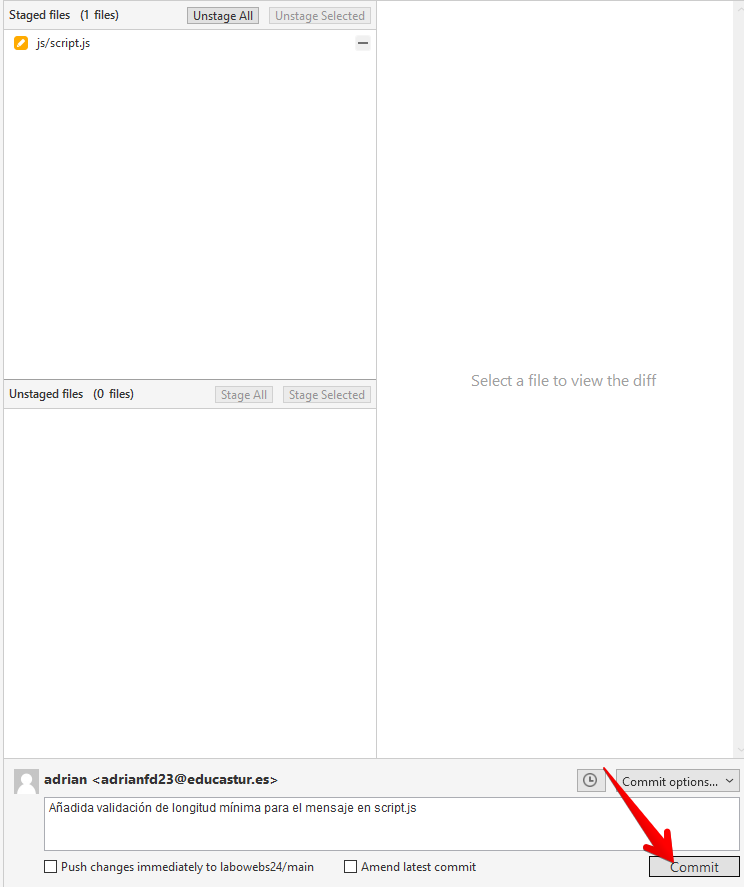 Staged files (1 files) Unstage All Unstage Selected
js/script.js
Select a file to view the diff
Unstaged files (0 files) Stage All Stage Selected
adrian <adrianfd23@educastur.es> Commit options...
Añadida validación de longitud mínima para el mensaje en script.js
Push changes immediately to labowebs24/main Amend latest commit Commit